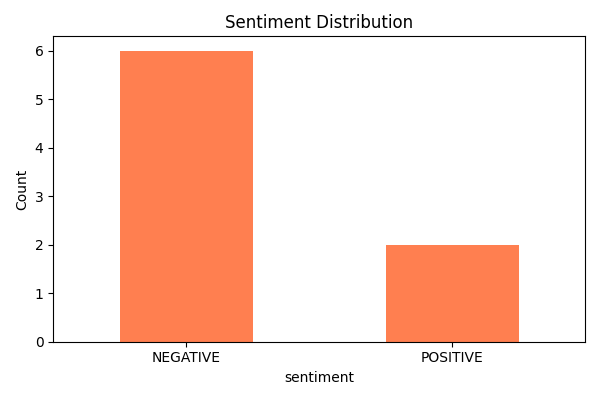 Sentiment Distribution
6
5
4
3
2
1
0
Count
NEGATIVE
POSITIVE
sentiment